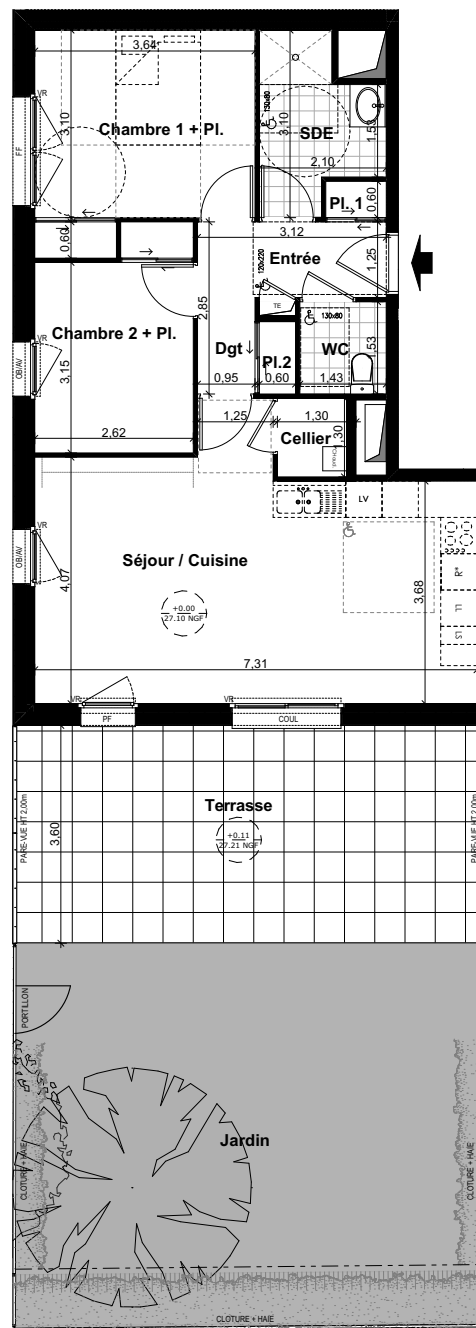 3,64
VR
3,10
Chambre 1 + Pl.
130x80
3,10
SDE
1,53
FF
2,10
Pl. 1
0,60
0,60
3,12
Entrée
1,25
120x220
2,85
TE
130x80
Chambre 2 + Pl.
VR
OB/AV
3,15
Dgt
Pl.2
WC
1,53
0,95
0,60
1,43
2,62
1,25
1,30
Cellier
1,30
LV
VR
OB/AV
4,07
Séjour / Cuisine
+0.00
27.10 NGF
3,68
R*
LL
LS
7,31
VR
PF
VR
COUL
PARE-VUE HT 2.00m
3,60
Terrasse
+0.11
27.21 NGF
PARE-VUE HT 2.00m
PORTILLON
Jardin
CLOTURE + HAIE
CLOTURE + HAIE
CLOTURE + HAIE